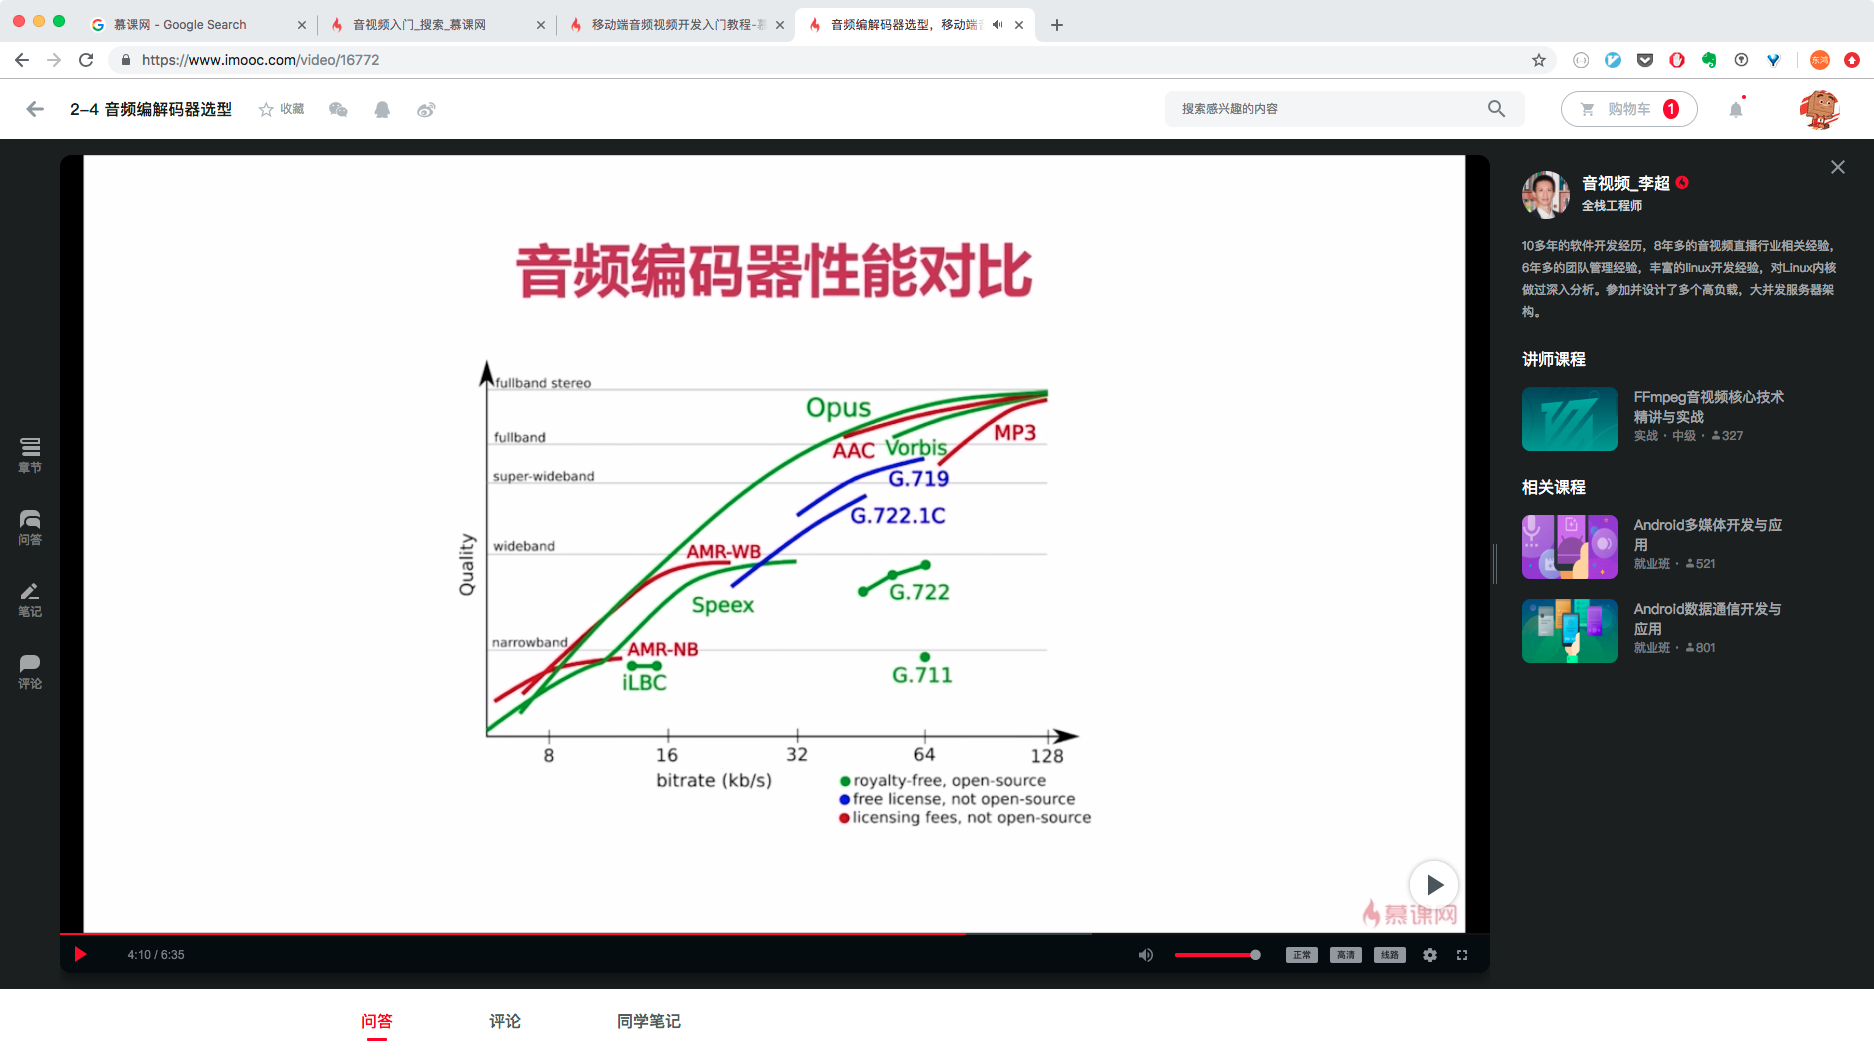 慕课网 - Google Search
音视频入门_搜索_慕课网
移动端音频视频开发入门教程-慕
音频编解码器选型，移动端音
https://www.imooc.com/video/16772
东鸿
2-4 音频编解码器选型
收藏
搜索感兴趣的内容
购物车 1
音频编码器性能对比
fullband stereo
fullband
super-wideband
wideband
narrowband
Quality
Opus
AAC
Vorbis
MP3
G.719
G.722.1C
AMR-WB
Speex
G.722
AMR-NB
iLBC
G.711
8 16 32 64 128
bitrate (kb/s)
royalty-free, open-source
free license, not open-source
licensing fees, not open-source
慕课网
章节
问答
笔记
评论
4:10 / 6:35
正常 高清 线路
音视频_李超
全栈工程师
10多年的软件开发经历，8年多的音视频直播行业相关经验，
6年多的团队管理经验，丰富的linux开发经验，对Linux内核
做过深入分析。参加并设计了多个高负载，大并发服务器架
构。
讲师课程
FFmpeg音视频核心技术
精讲与实战
实战 · 中级 · 327
相关课程
Android多媒体开发与应
用
就业班 · 521
Android数据通信开发与
应用
就业班 · 801
问答 评论 同学笔记